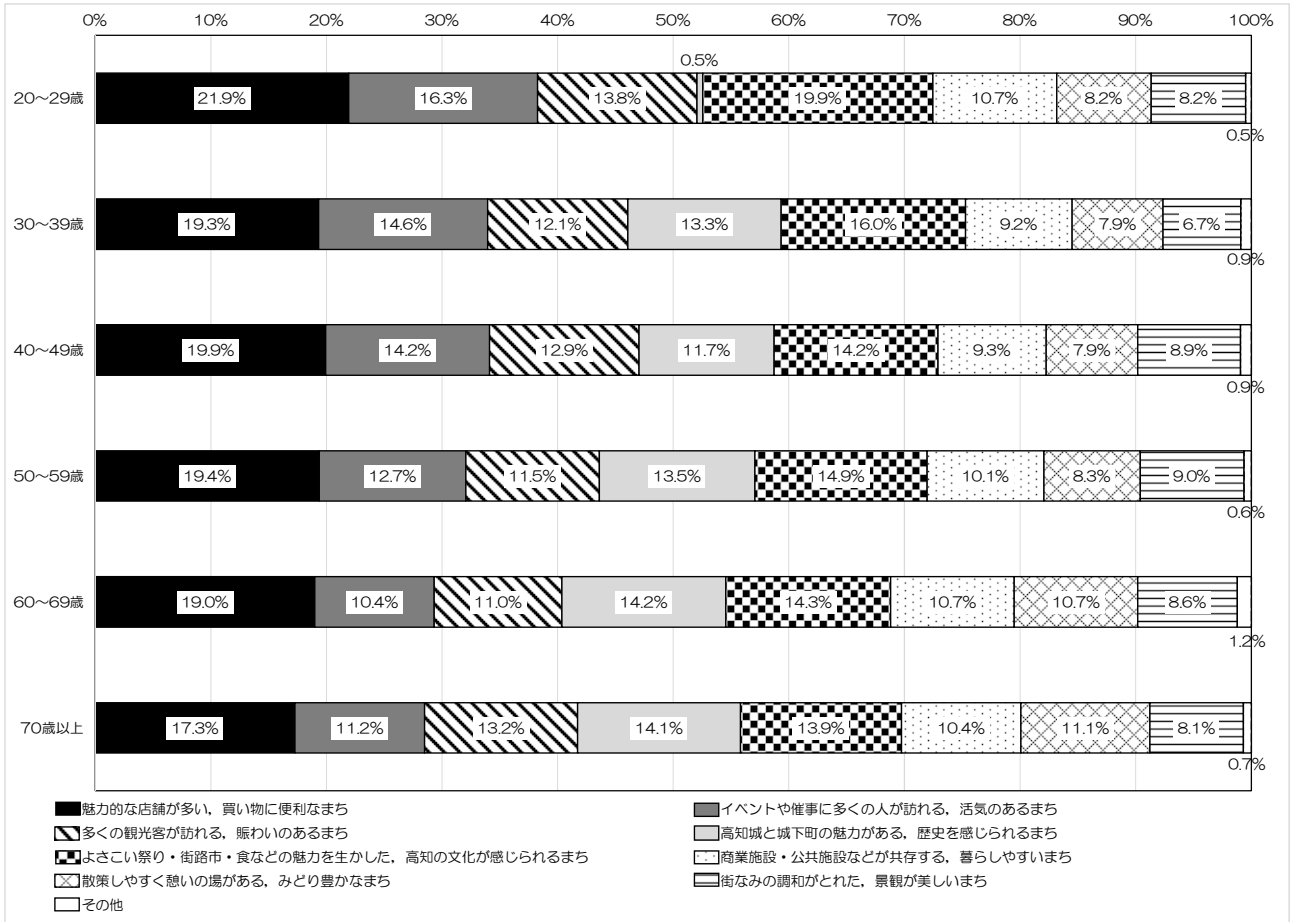 0% 10% 20% 30% 40% 50% 60% 70% 80% 90% 100%
0.5%
20～29歳 21.9% 16.3% 13.8% 19.9% 10.7% 8.2% 8.2%
0.5%
30～39歳 19.3% 14.6% 12.1% 13.3% 16.0% 9.2% 7.9% 6.7%
0.9%
40～49歳 19.9% 14.2% 12.9% 11.7% 14.2% 9.3% 7.9% 8.9%
0.9%
50～59歳 19.4% 12.7% 11.5% 13.5% 14.9% 10.1% 8.3% 9.0%
0.6%
60～69歳 19.0% 10.4% 11.0% 14.2% 14.3% 10.7% 10.7% 8.6%
1.2%
70歳以上 17.3% 11.2% 13.2% 14.1% 13.9% 10.4% 11.1% 8.1%
0.7%
魅力的な店舗が多い，買い物に便利なまち
イベントや催事に多くの人が訪れる，活気のあるまち
多くの観光客が訪れる，賑わいのあるまち
高知城と城下町の魅力がある，歴史を感じられるまち
よさこい祭り・街路市・食などの魅力を生かした，高知の文化が感じられるまち
商業施設・公共施設などが共存する，暮らしやすいまち
散策しやすく憩いの場がある，みどり豊かなまち
街なみの調和がとれた，景観が美しいまち
その他